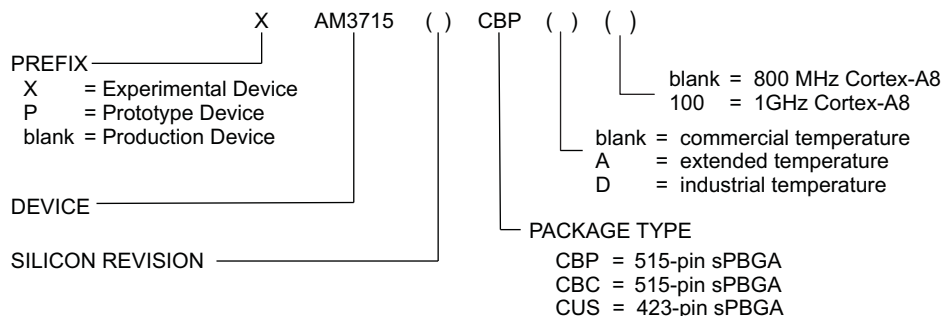 X AM3715 ( ) CBP ( ) ( )
PREFIX
X = Experimental Device
P = Prototype Device
blank = Production Device
blank = 800 MHz Cortex-A8
100 = 1GHz Cortex-A8
blank = commercial temperature
A = extended temperature
D = industrial temperature
DEVICE
PACKAGE TYPE
CBP = 515-pin sPBGA
CBC = 515-pin sPBGA
CUS = 423-pin sPBGA
SILICON REVISION